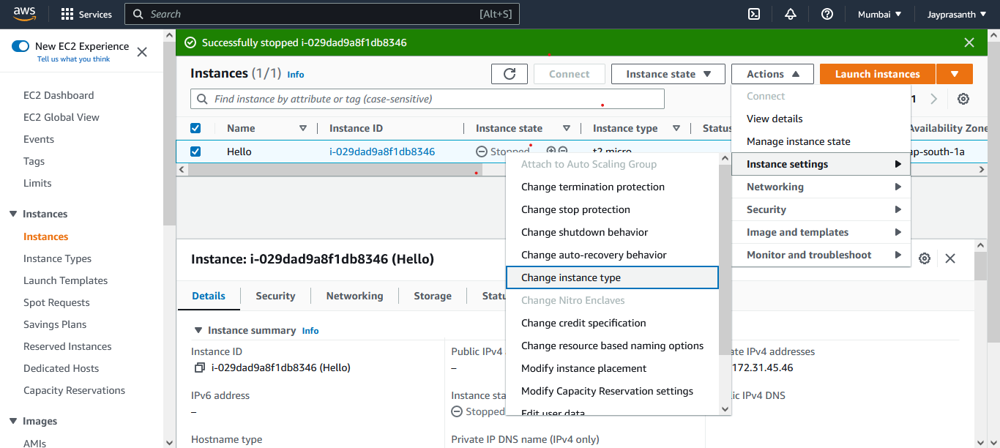 aws
Services
Search
[Alt+S]
Mumbai
Jayprasanth
New EC2 Experience
Tell us what you think
EC2 Dashboard
EC2 Global View
Events
Tags
Limits
Instances
Instances
Instance Types
Launch Templates
Spot Requests
Savings Plans
Reserved Instances
Dedicated Hosts
Capacity Reservations
Images
AMIs
Successfully stopped i-029dad9a8f1db8346
Instances (1/1) Info
Connect
Instance state
Actions
Launch instances
Find instance by attribute or tag (case-sensitive)
1
Name
Instance ID
Instance state
Instance type
Status
Availability Zone
Hello
i-029dad9a8f1db8346
Stopped
t2.micro
ap-south-1a
Connect
View details
Manage instance state
Instance settings
Networking
Security
Image and templates
Monitor and troubleshoot
Attach to Auto Scaling Group
Change termination protection
Change stop protection
Change shutdown behavior
Change auto-recovery behavior
Change instance type
Change Nitro Enclaves
Change credit specification
Change resource based naming options
Modify instance placement
Modify Capacity Reservation settings
Edit user data
Instance: i-029dad9a8f1db8346 (Hello)
Details
Security
Networking
Storage
Instance summary Info
Instance ID
i-029dad9a8f1db8346 (Hello)
Public IPv4
–
IPv4 addresses
172.31.45.46
IPv6 address
–
Instance
Stopped
IPv4 DNS
Hostname type
Private IP DNS name (IPv4 only)